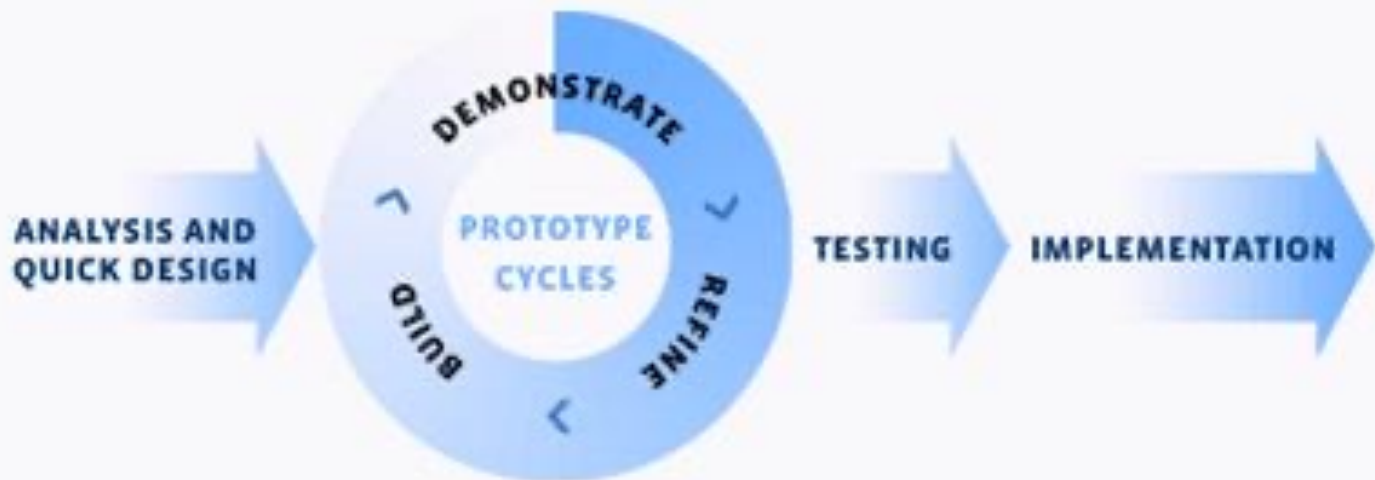 ANALYSIS AND
QUICK DESIGN
DEMONSTRATE
REFINE
BUILD
PROTOTYPE
CYCLES
TESTING
IMPLEMENTATION